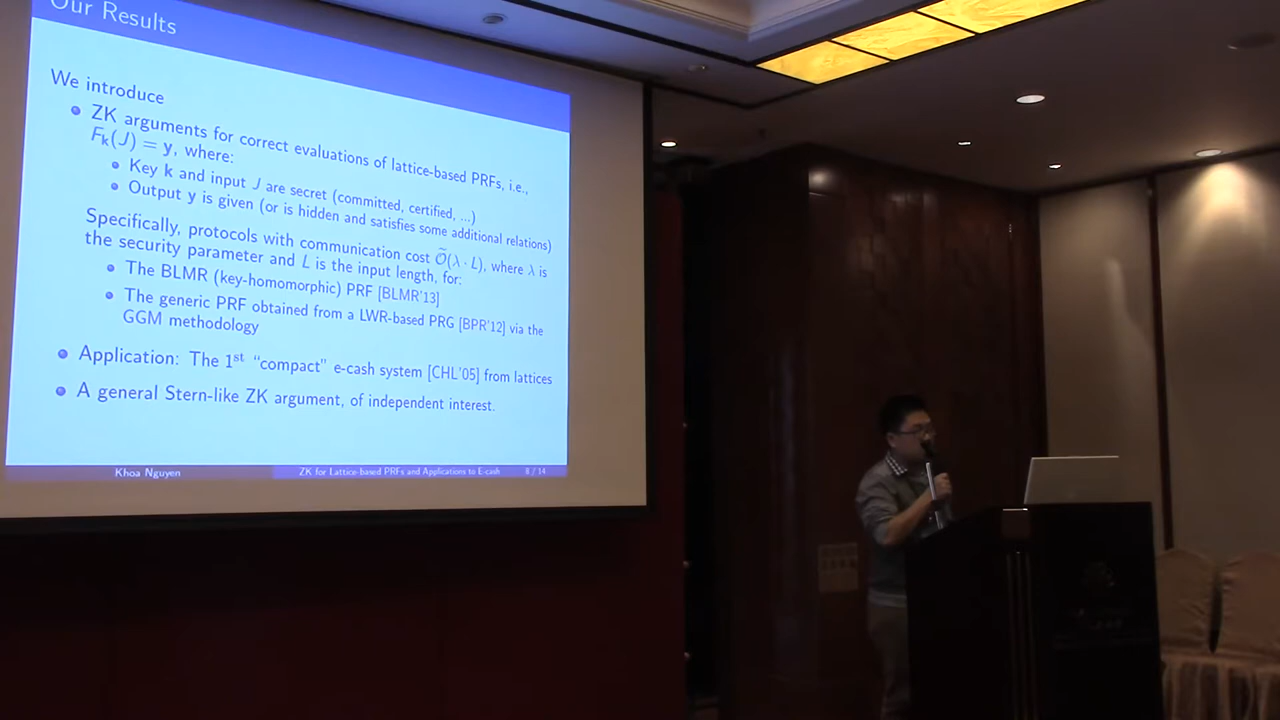 Our Results
We introduce
ZK arguments for correct evaluations of lattice-based PRFs, i.e.,
Fₖ(J) = y, where:
Key k and input J are secret (committed, certified, ...)
Output y is given (or is hidden and satisfies some additional relations)
Specifically, protocols with communication cost Õ(λ · L), where λ is
the security parameter and L is the input length, for:
The BLMR (key-homomorphic) PRF [BLMR'13]
The generic PRF obtained from a LWR-based PRG [BPR'12] via the
GGM methodology
Application: The 1st “compact” e-cash system [CHL'05] from lattices
A general Stern-like ZK argument, of independent interest.
Khoa Nguyen ZK for Lattice-based PRFs and Applications to E-cash 8 / 14